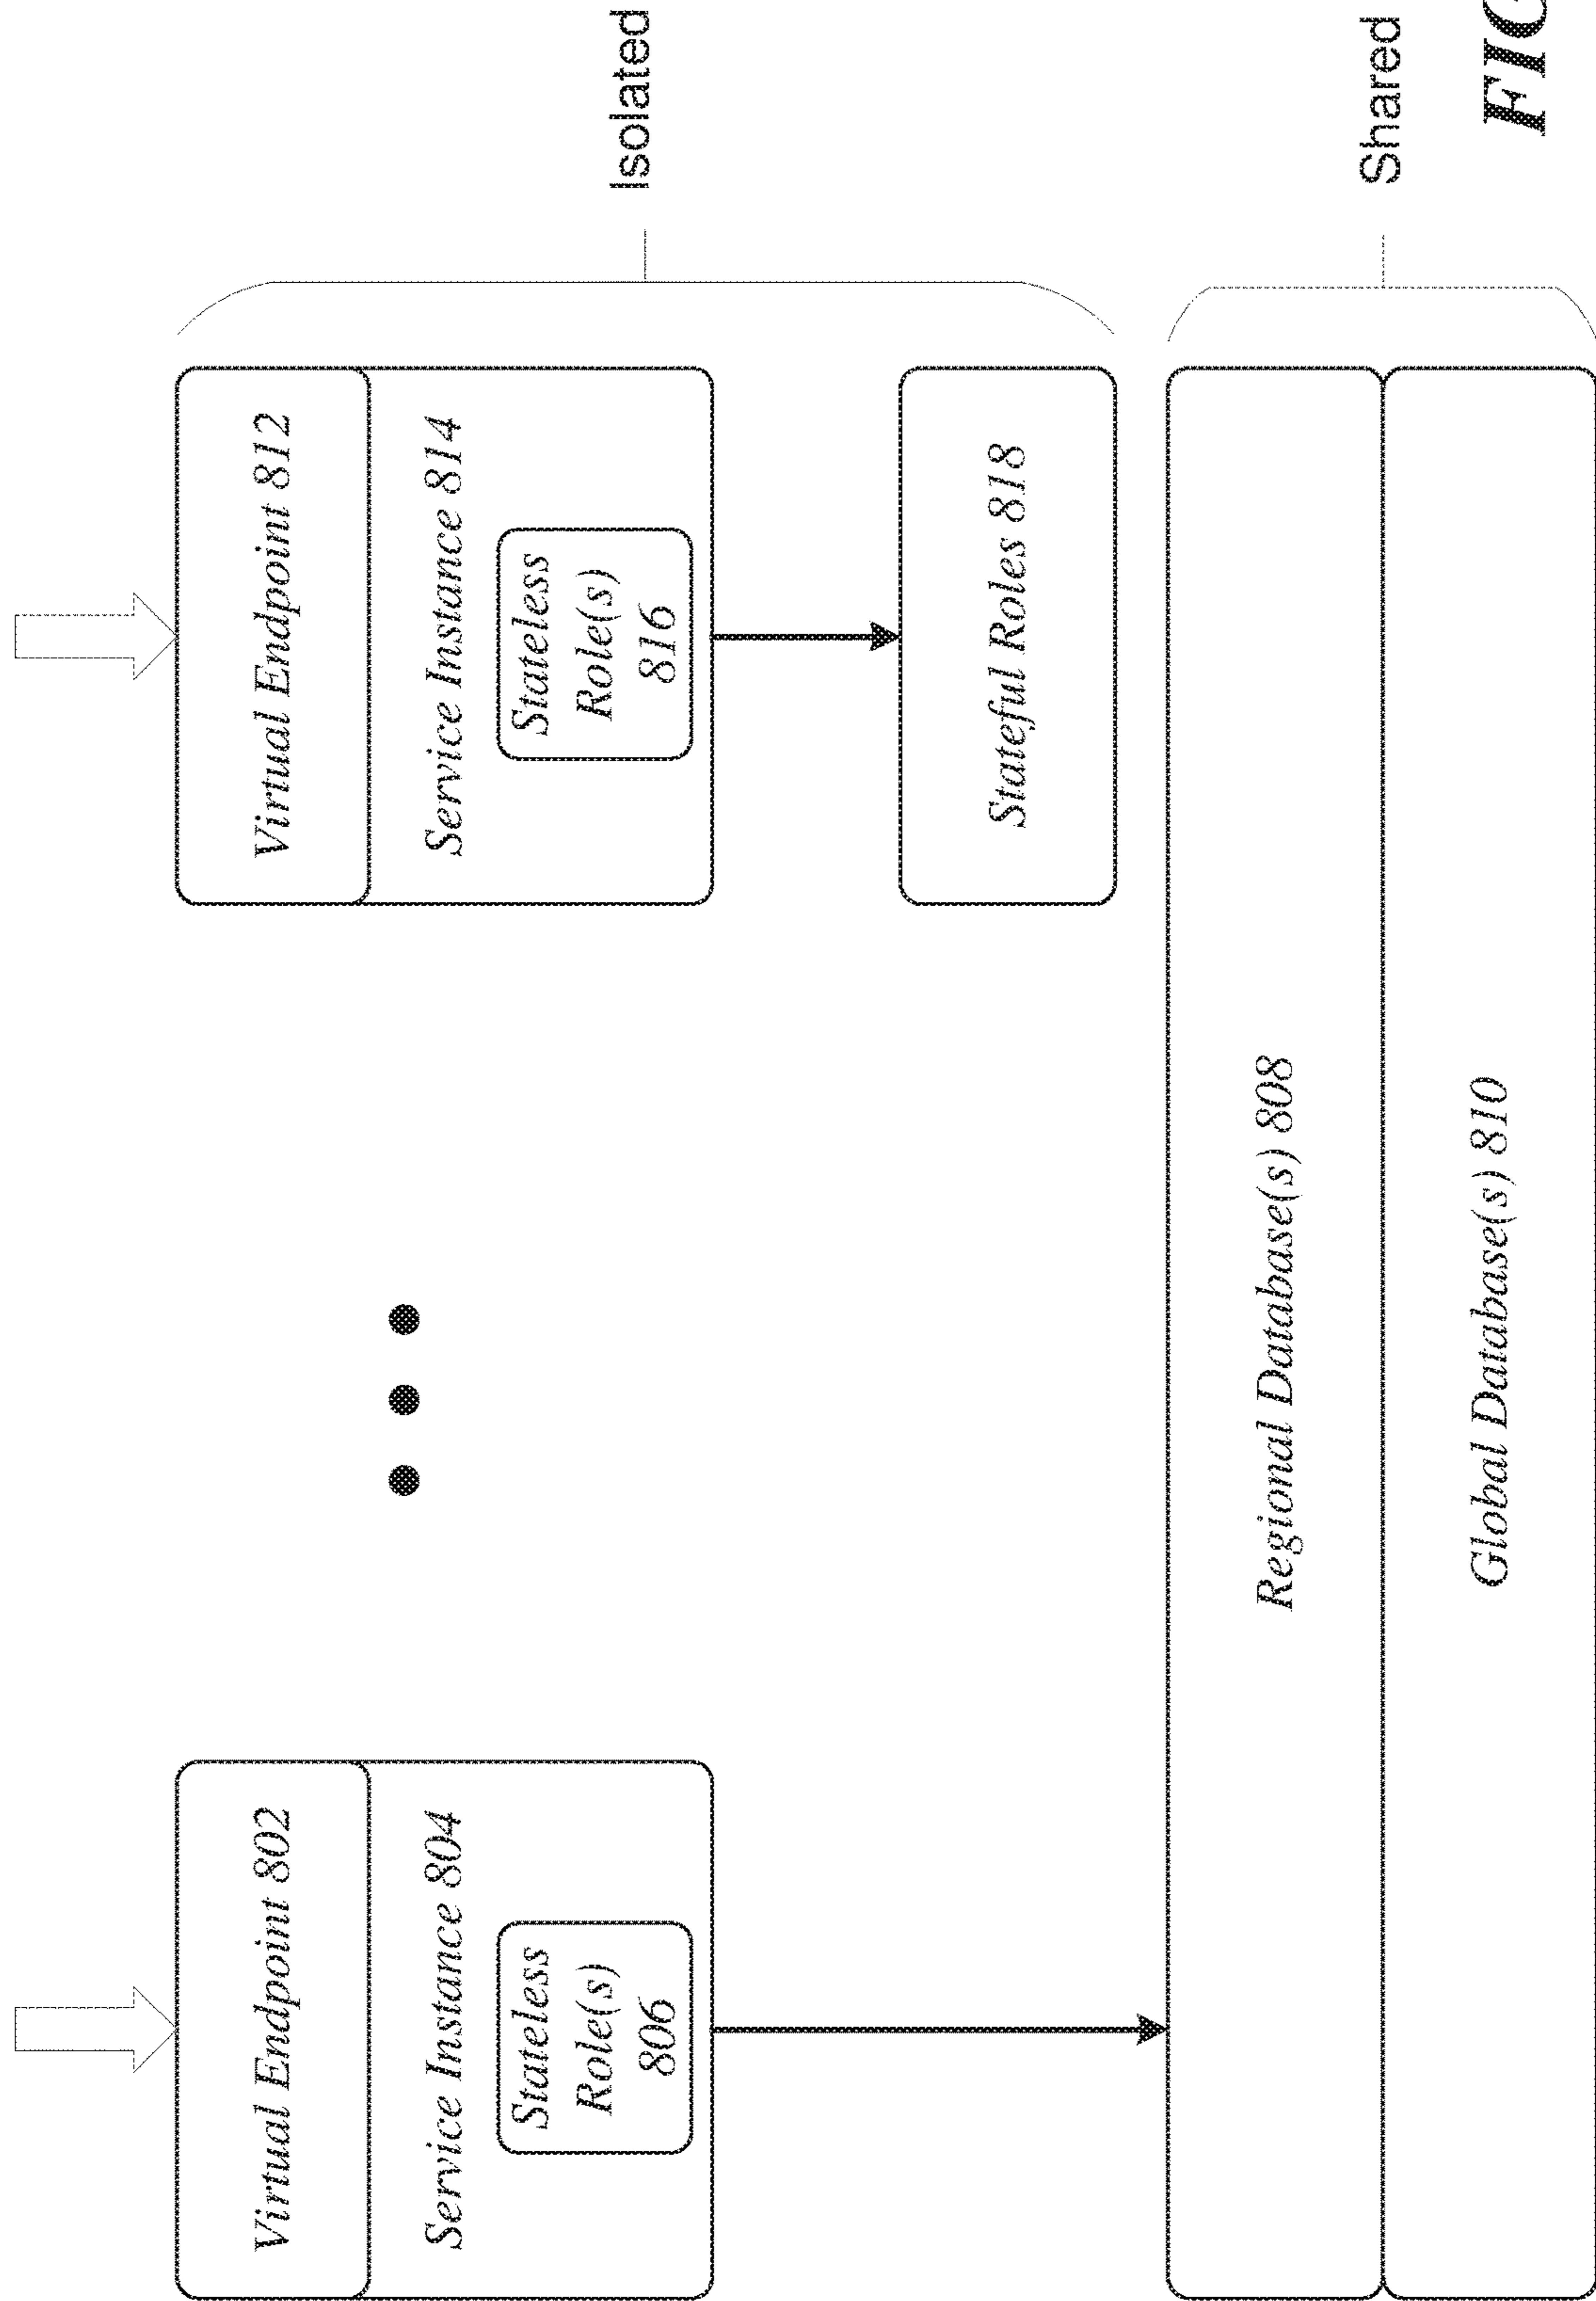 Virtual Endpoint 802
Service Instance 804
Stateless
Role(s)
806
Virtual Endpoint 812
Service Instance 814
Stateless
Role(s)
816
Stateful Roles 818
Isolated
Regional Database(s) 808
Global Database(s) 810
Shared
FIG